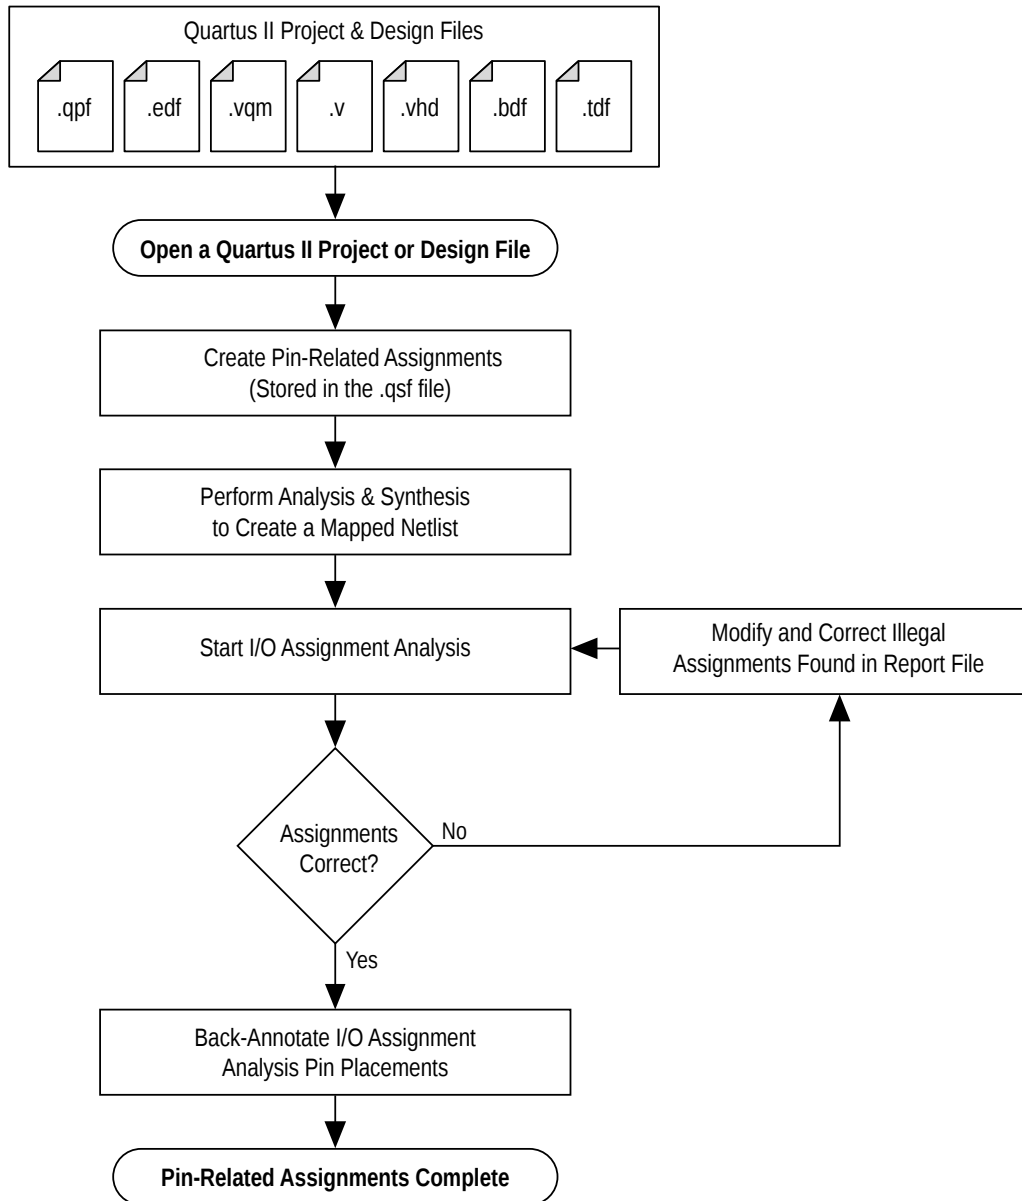 Quartus II Project & Design Files
.qpf
.edf
.vqm
.v
.vhd
.bdf
.tdf
Open a Quartus II Project or Design File
Create Pin-Related Assignments
(Stored in the .qsf file)
Perform Analysis & Synthesis
to Create a Mapped Netlist
Start I/O Assignment Analysis
Modify and Correct Illegal
Assignments Found in Report File
Assignments
Correct?
No
Yes
Back-Annotate I/O Assignment
Analysis Pin Placements
Pin-Related Assignments Complete